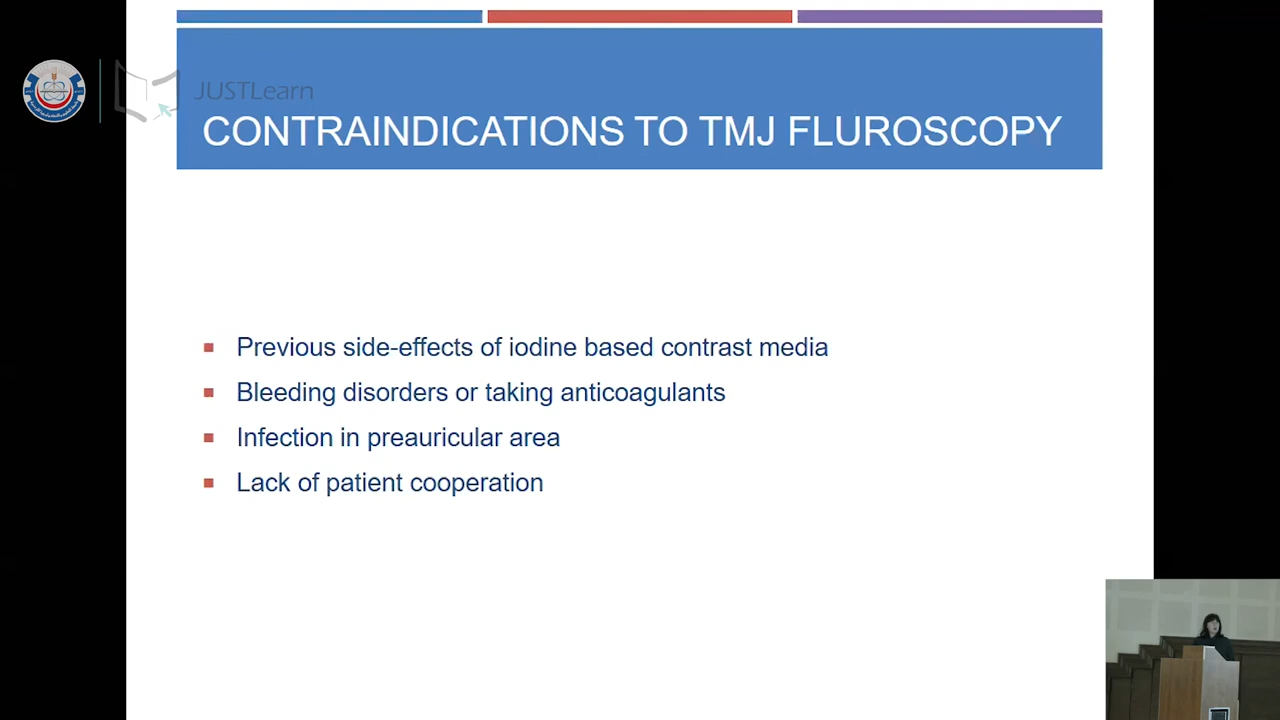 JUSTLearn
CONTRAINDICATIONS TO TMJ FLUROSCOPY
Previous side-effects of iodine based contrast media
Bleeding disorders or taking anticoagulants
Infection in preauricular area
Lack of patient cooperation